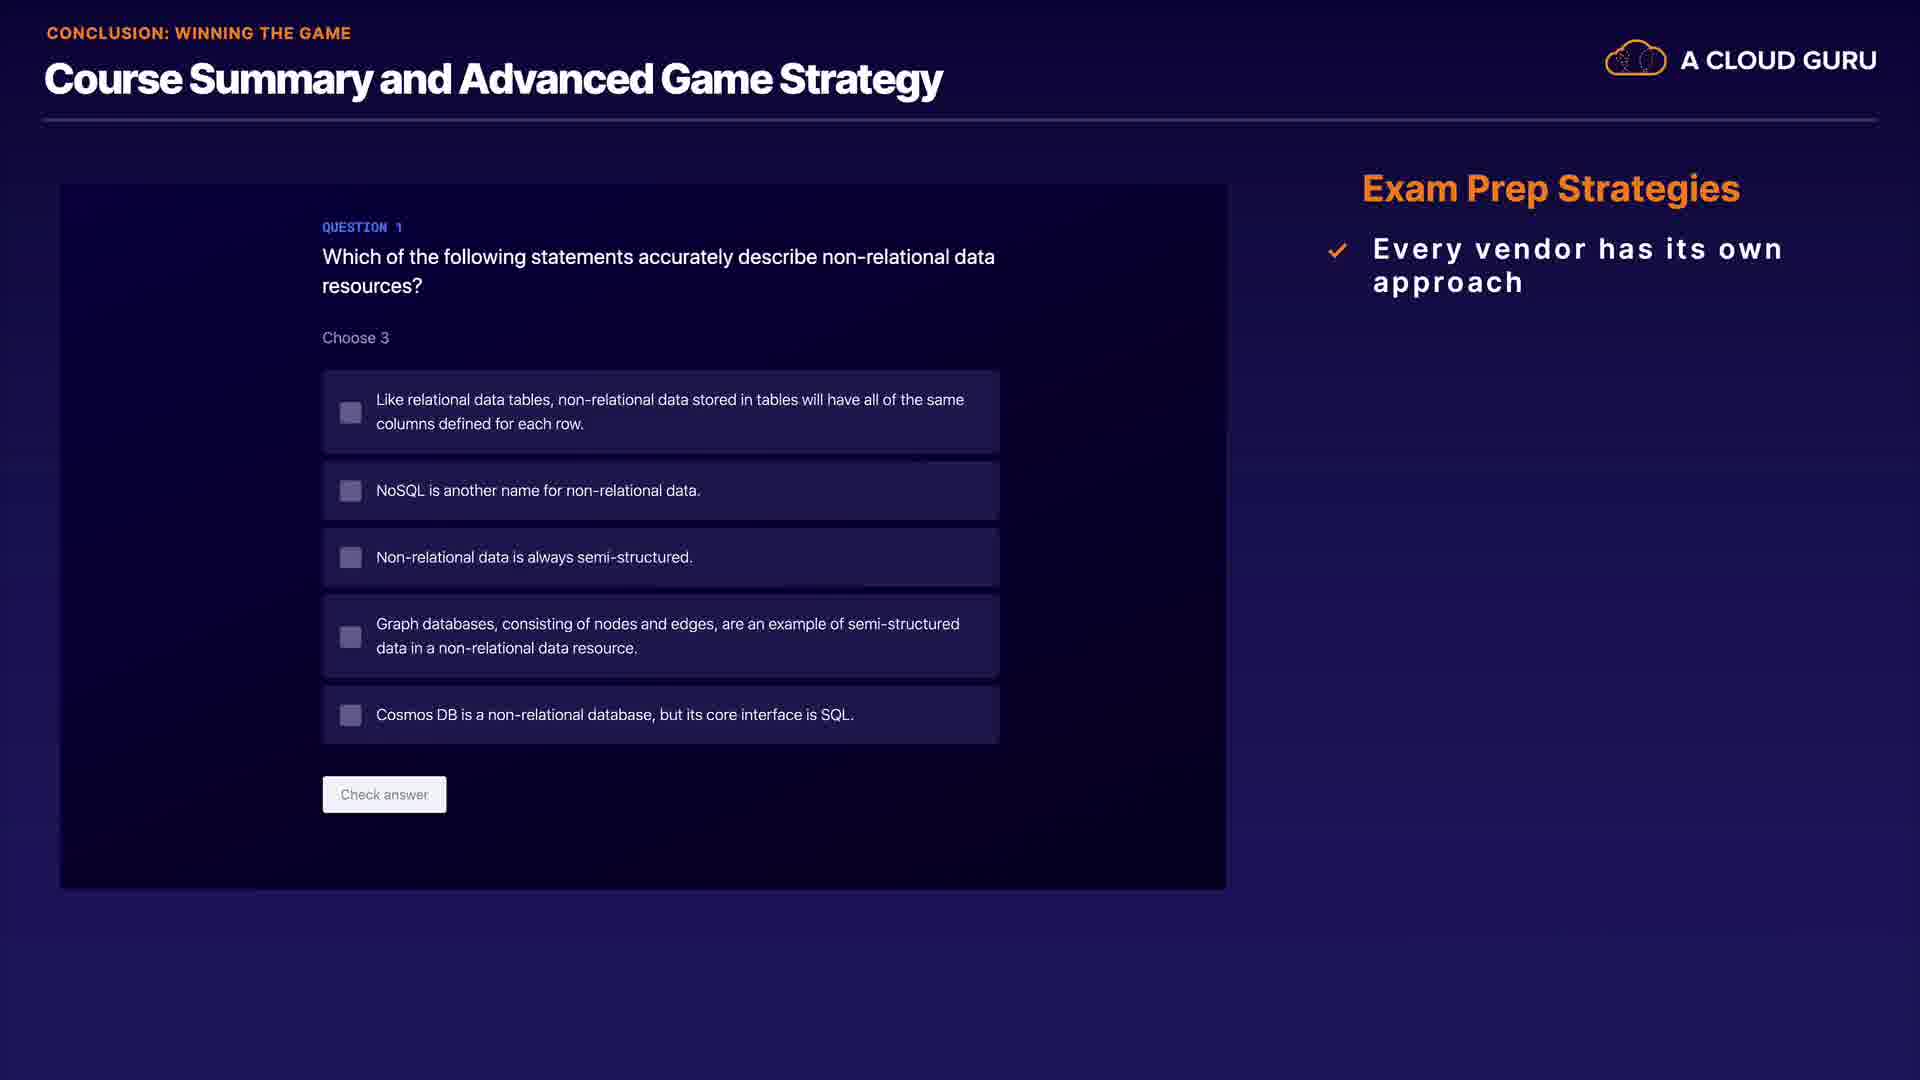 CONCLUSION: WINNING THE GAME
Course Summary and Advanced Game Strategy
A CLOUD GURU
QUESTION 1
Which of the following statements accurately describe non-relational data
resources?
Choose 3
Like relational data tables, non-relational data stored in tables will have all of the same
columns defined for each row.
NoSQL is another name for non-relational data.
Non-relational data is always semi-structured.
Graph databases, consisting of nodes and edges, are an example of semi-structured
data in a non-relational data resource.
Cosmos DB is a non-relational database, but its core interface is SQL.
Check answer
Exam Prep Strategies
Every vendor has its own
approach